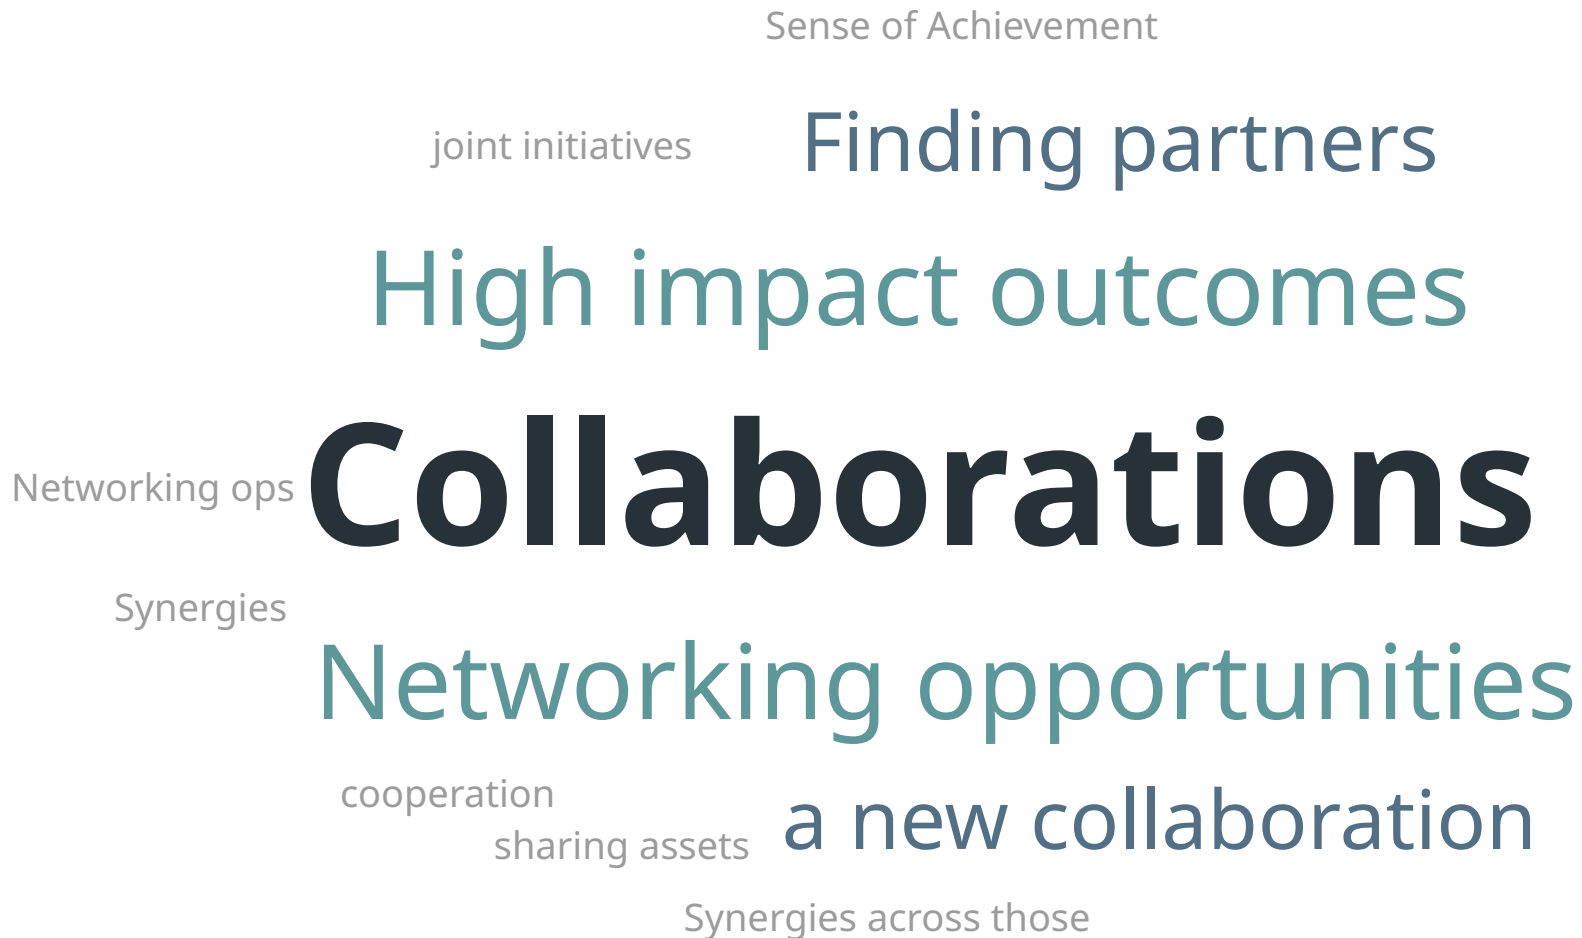 Sense of Achievement
joint initiatives
Finding partners
High impact outcomes
Networking ops
Collaborations
Synergies
Networking opportunities
cooperation
a new collaboration
sharing assets
Synergies across those